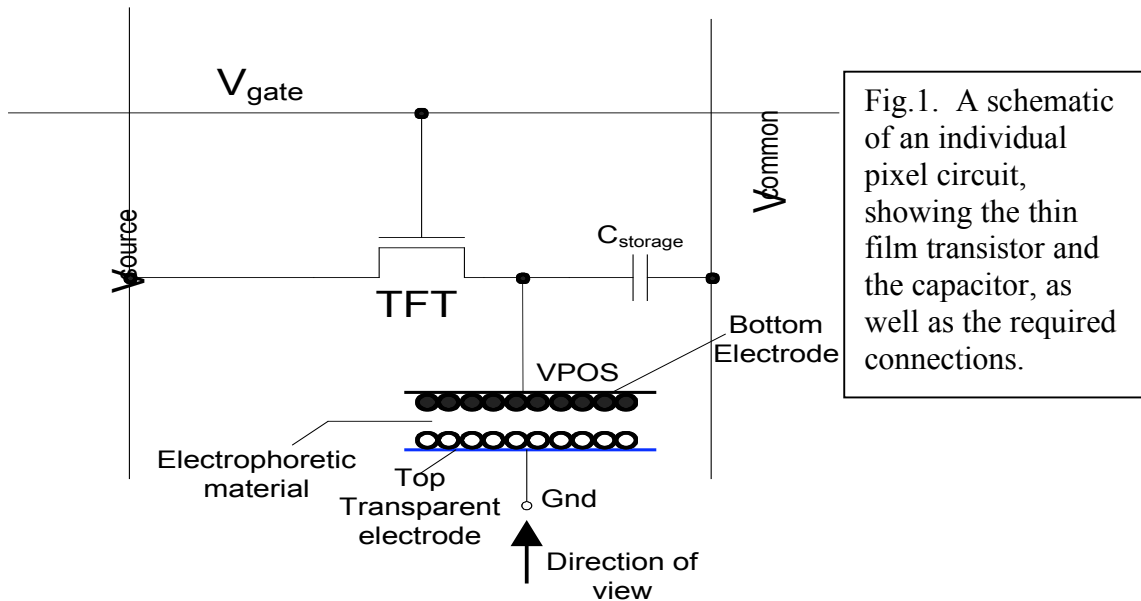 V_gate
V_source
V_common
C_storage
TFT
Bottom
Electrode
VPOS
Electrophoretic
material
Top
Transparent
electrode
Gnd
Direction of
view
Fig.1. A schematic
of an individual
pixel circuit,
showing the thin
film transistor and
the capacitor, as
well as the required
connections.